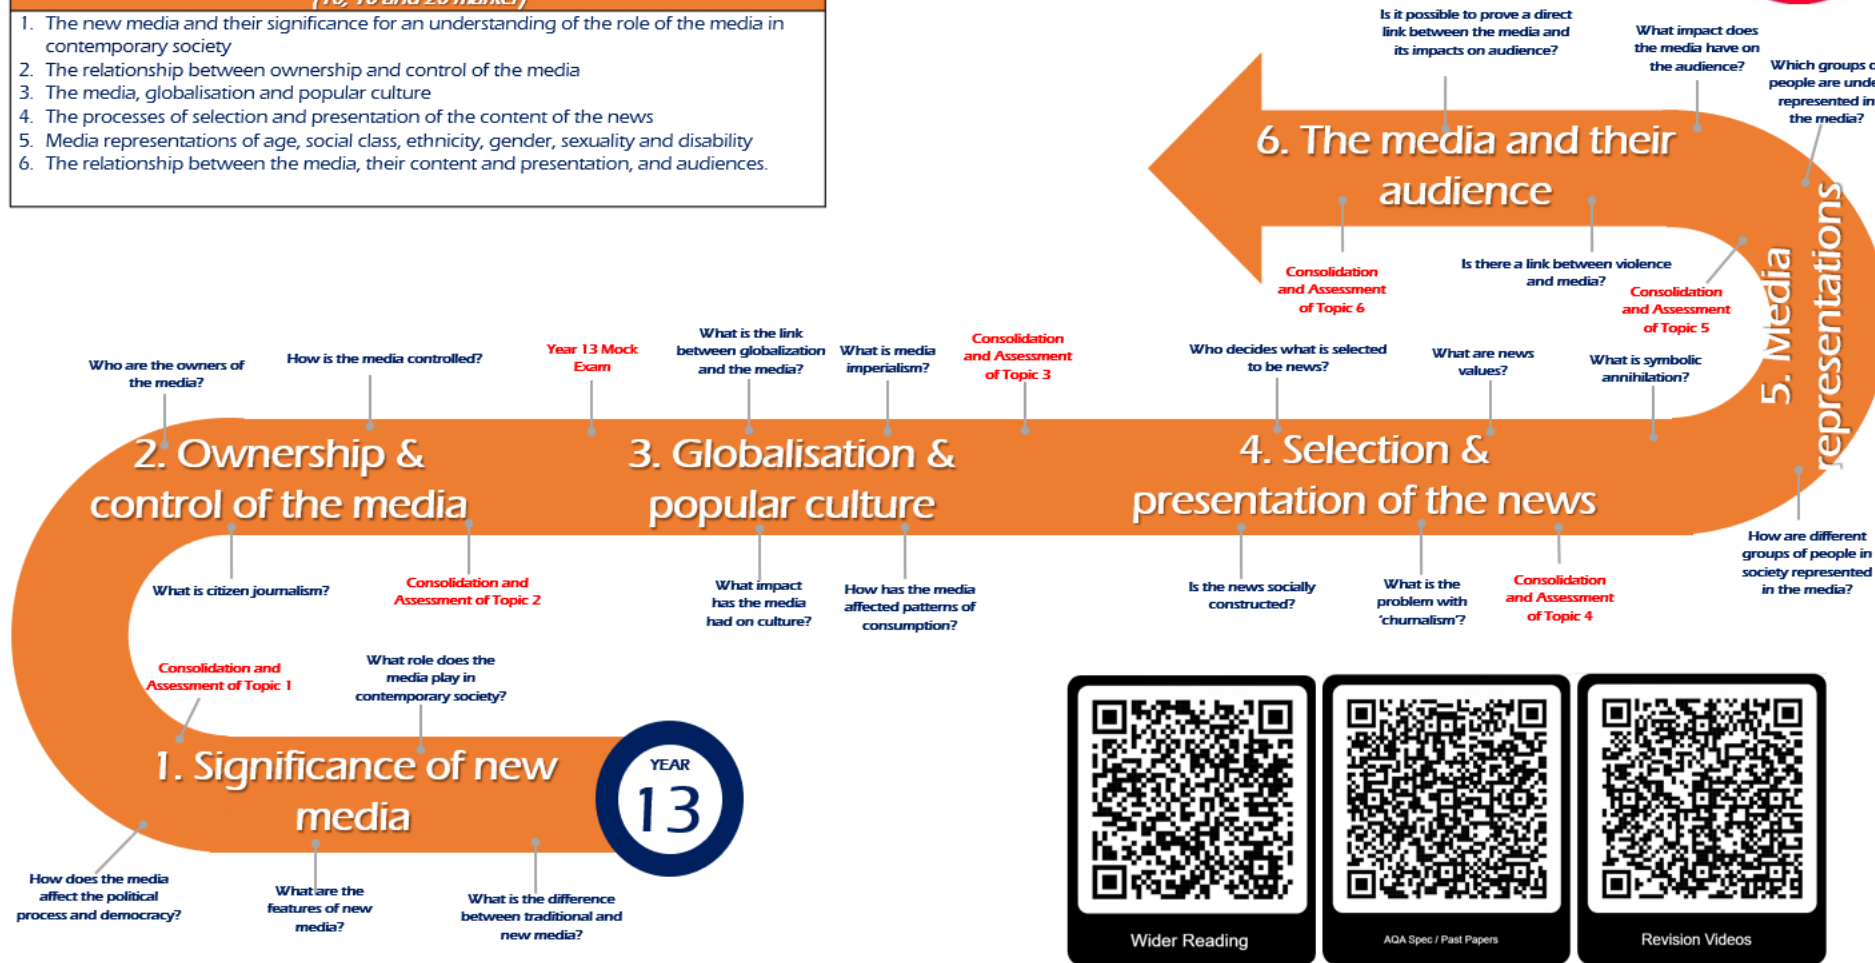 1. The new media and their significance for an understanding of the role of the media in
contemporary society
2. The relationship between ownership and control of the media
3. The media, globalisation and popular culture
4. The processes of selection and presentation of the content of the news
5. Media representations of age, social class, ethnicity, gender, sexuality and disability
6. The relationship between the media, their content and presentation, and audiences.
Is it possible to prove a direct
link between the media and
its impacts on audience?
What impact does
the media have on
the audience?
Which groups
people are
represented in
the media?
6. The media and their
audience
Consolidation
and Assessment
of Topic 6
Is there a link between violence
and media?
Consolidation
and Assessment
of Topic 5
5. Media
representations
Who are the owners of
the media?
How is the media controlled?
Year 13 Mock
Exam
What is the link
between globalization
and the media?
What is media
imperialism?
Consolidation
and Assessment
of Topic 3
Who decides what is selected
to be news?
What are news
values?
What is symbolic
annihilation?
2. Ownership &
control of the media
3. Globalisation &
popular culture
4. Selection &
presentation of the news
What is citizen journalism?
Consolidation and
Assessment of Topic 2
What impact
has the media
had on culture?
How has the media
affected patterns of
consumption?
Is the news socially
constructed?
What is the
problem with
'churnalism'?
Consolidation
and Assessment
of Topic 4
How are different
groups of people in
society represented
in the media?
Consolidation and
Assessment of Topic 1
What role does the
media play in
contemporary society?
1. Significance of new
media
YEAR
13
How does the media
affect the political
process and democracy?
What are the
features of new
media?
What is the difference
between traditional and
new media?
Wider Reading
AQA Spec / Past Papers
Revision Videos